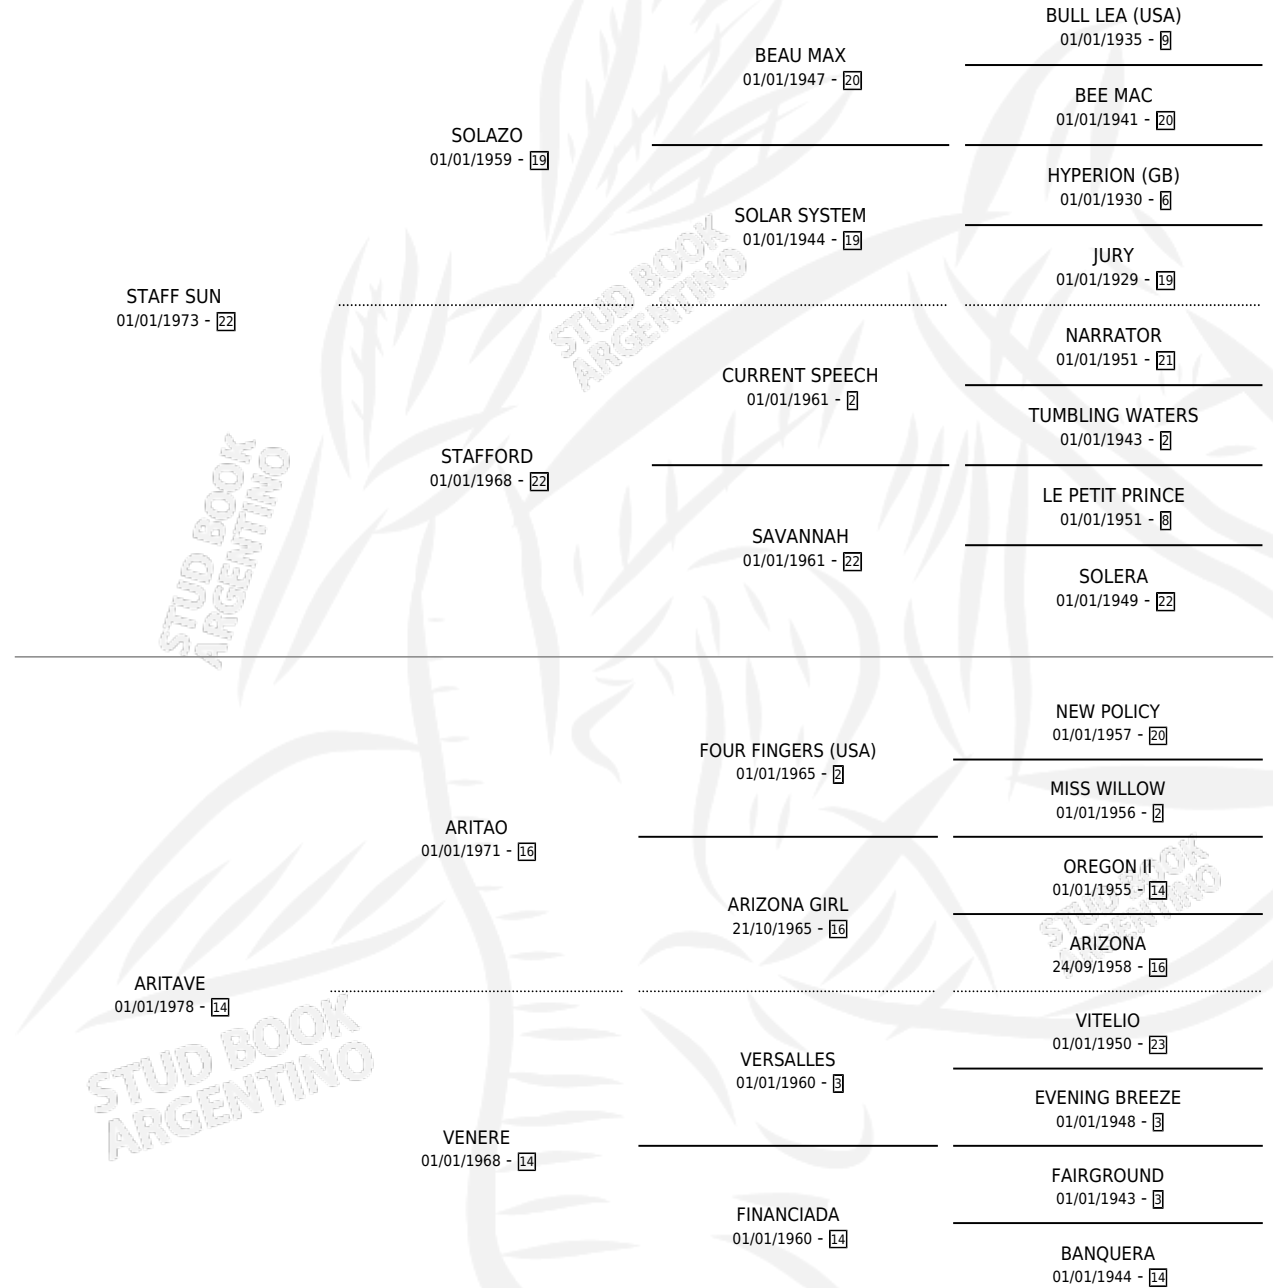 BULL LEA (USA)
01/01/1935 - 9
BEAU MAX
01/01/1947 - 20
BEE MAC
01/01/1941 - 20
SOLAZO
01/01/1959 - 19
HYPERION (GB)
01/01/1930 - 6
SOLAR SYSTEM
01/01/1944 - 19
JURY
01/01/1929 - 19
STAFF SUN
01/01/1973 - 22
NARRATOR
01/01/1951 - 21
CURRENT SPEECH
01/01/1961 - 2
TUMBLING WATERS
01/01/1943 - 2
STAFFORD
01/01/1968 - 22
LE PETIT PRINCE
01/01/1951 - 8
SAVANNAH
01/01/1961 - 22
SOLERA
01/01/1949 - 22
NEW POLICY
01/01/1957 - 20
FOUR FINGERS (USA)
01/01/1965 - 2
MISS WILLOW
01/01/1956 - 2
ARITAO
01/01/1971 - 16
OREGON II
01/01/1955 - 14
ARIZONA GIRL
21/10/1965 - 16
ARIZONA
24/09/1958 - 16
ARITAVE
01/01/1978 - 14
VITELIO
01/01/1950 - 23
VERSALLES
01/01/1960 - 3
EVENING BREEZE
01/01/1948 - 3
VENERE
01/01/1968 - 14
FAIRGROUND
01/01/1943 - 3
FINANCIADA
01/01/1960 - 14
BANQUERA
01/01/1944 - 14
STUD BOOK
ARGENTINO
STUD BOOK
ARGENTINO
STUD BOOK
ARGENTINO
STUD BOOK
ARGENTINO